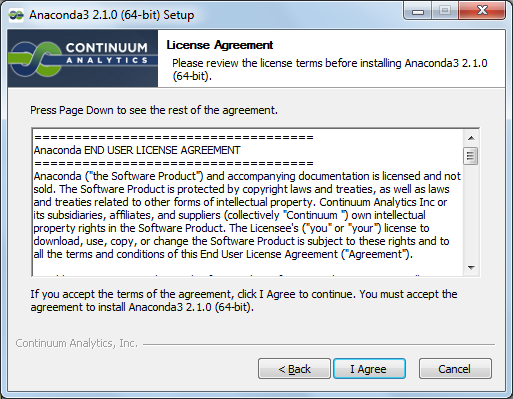 Anaconda3 2.1.0 (64-bit) Setup
CONTINUUM
ANALYTICS
License Agreement
Please review the license terms before installing Anaconda3 2.1.0
(64-bit).
Press Page Down to see the rest of the agreement.
===================================
Anaconda END USER LICENSE AGREEMENT
===================================
Anaconda ("the Software Product") and accompanying documentation is licensed and not
sold. The Software Product is protected by copyright laws and treaties, as well as laws
and treaties related to other forms of intellectual property. Continuum Analytics Inc or
its subsidiaries, affiliates, and suppliers (collectively "Continuum ") own intellectual
property rights in the Software Product. The Licensee's ("you" or "your") license to
download, use, copy, or change the Software Product is subject to these rights and to
all the terms and conditions of this End User License Agreement ("Agreement").
If you accept the terms of the agreement, click I Agree to continue. You must accept the
agreement to install Anaconda3 2.1.0 (64-bit).
Continuum Analytics, Inc.
< Back
I Agree
Cancel